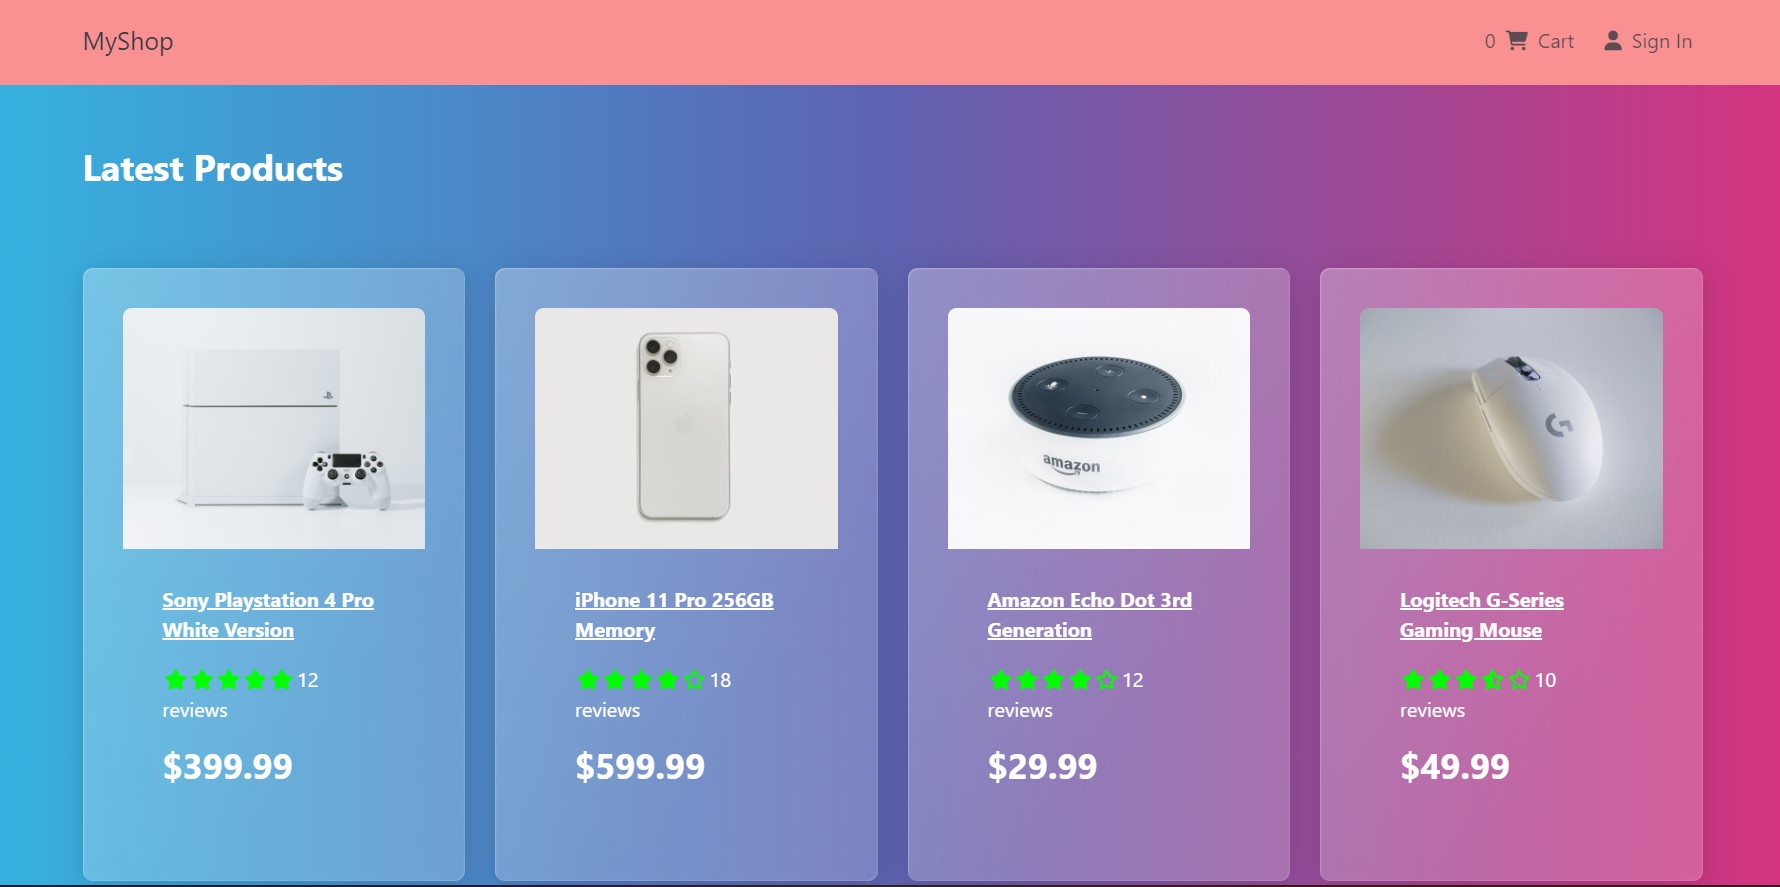 MyShop
0 Cart Sign In
Latest Products
Sony Playstation 4 Pro
White Version
12
reviews
$399.99
iPhone 11 Pro 256GB
Memory
18
reviews
$599.99
amazon
Amazon Echo Dot 3rd
Generation
12
reviews
$29.99
Logitech G-Series
Gaming Mouse
10
reviews
$49.99